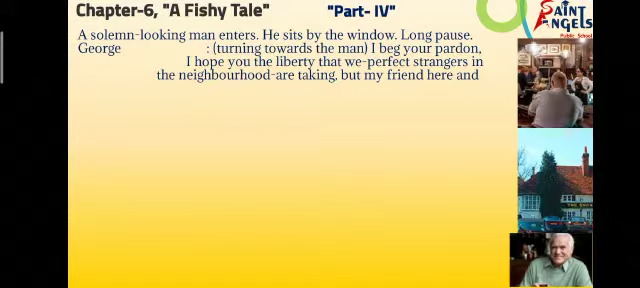 Chapter-6, "A Fishy Tale" "Part- IV"
SAINT ANGELS
Public School
A solemn-looking man enters. He sits by the window. Long pause.
George : (turning towards the man) I beg your pardon,
I hope you the liberty that we-perfect strangers in
the neighbourhood-are taking, but my friend here and